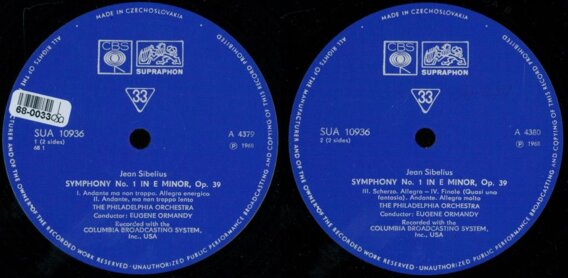 MADE IN CZECHOSLOVAKIA
ALL RIGHTS OF THE MANUFACTURER AND OF THE OWNER OF THE RECORDED WORK RESERVED - UNAUTHORIZED PUBLIC PERFORMANCE BROADCASTING AND COPYING OF THIS RECORD PROHIBITED
CBS
SUPRAPHON
33
68-0033
SUA 10936
1 (2 sides)
68 1
A 4379
Ⓟ 1968
Jean Sibelius
SYMPHONY No. 1 IN E MINOR, Op. 39
I. Andante ma non troppo. Allegro energico
II. Andante, ma non troppo lento
THE PHILADELPHIA ORCHESTRA
Conductor: EUGENE ORMANDY
Recorded with the
COLUMBIA BROADCASTING SYSTEM,
Inc., USA
MADE IN CZECHOSLOVAKIA
ALL RIGHTS OF THE MANUFACTURER AND OF THE OWNER OF THE RECORDED WORK RESERVED - UNAUTHORIZED PUBLIC PERFORMANCE BROADCASTING AND COPYING OF THIS RECORD PROHIBITED
CBS
SUPRAPHON
33
SUA 10936
2 (2 sides)
A 4380
Ⓟ 1968
Jean Sibelius
SYMPHONY No. 1 IN E MINOR, Op. 39
III. Scherzo. Allegro - IV. Finale (Quasi una
fantasia). Andante. Allegro molto
THE PHILADELPHIA ORCHESTRA
Conductor: EUGENE ORMANDY
Recorded with the
COLUMBIA BROADCASTING SYSTEM,
Inc., USA